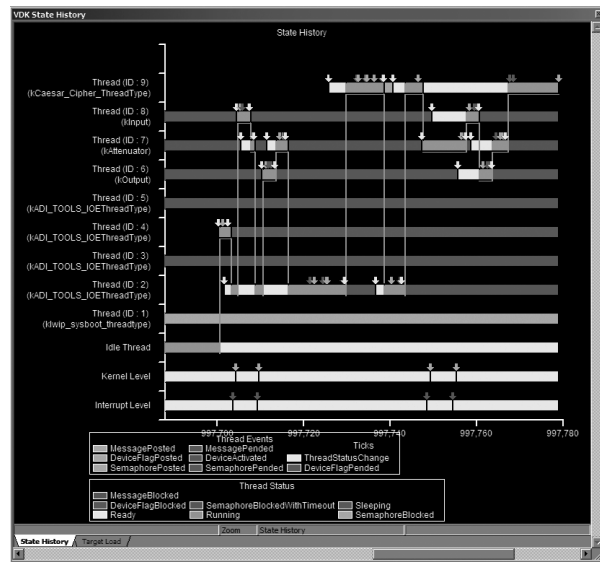 VDK State History
State History
Thread (ID : 9)
(kCaesar_Cipher_ThreadType)
Thread (ID : 8)
(kInput)
Thread (ID : 7)
(kAttenuator)
Thread (ID : 6)
(kOutput)
Thread (ID : 5)
(kADI_TOOLS_IOEThreadType)
Thread (ID : 4)
(kADI_TOOLS_IOEThreadType)
Thread (ID : 3)
(kADI_TOOLS_IOEThreadType)
Thread (ID : 2)
(kADI_TOOLS_IOEThreadType)
Thread (ID : 1)
(klwip_sysboot_threadtype)
Idle Thread
Kernel Level
Interrupt Level
997,700 997,720 997,740 997,760 997,780
Thread Events Ticks
MessagePosted MessagePended
DeviceFlagPosted DeviceActivated ThreadStatusChange
SemaphorePosted SemaphorePended DeviceFlagPended
Thread Status
MessageBlocked
DeviceFlagBlocked SemaphoreBlockedWithTimeout Sleeping
Ready Running SemaphoreBlocked
Zoom State History
State History Target Load